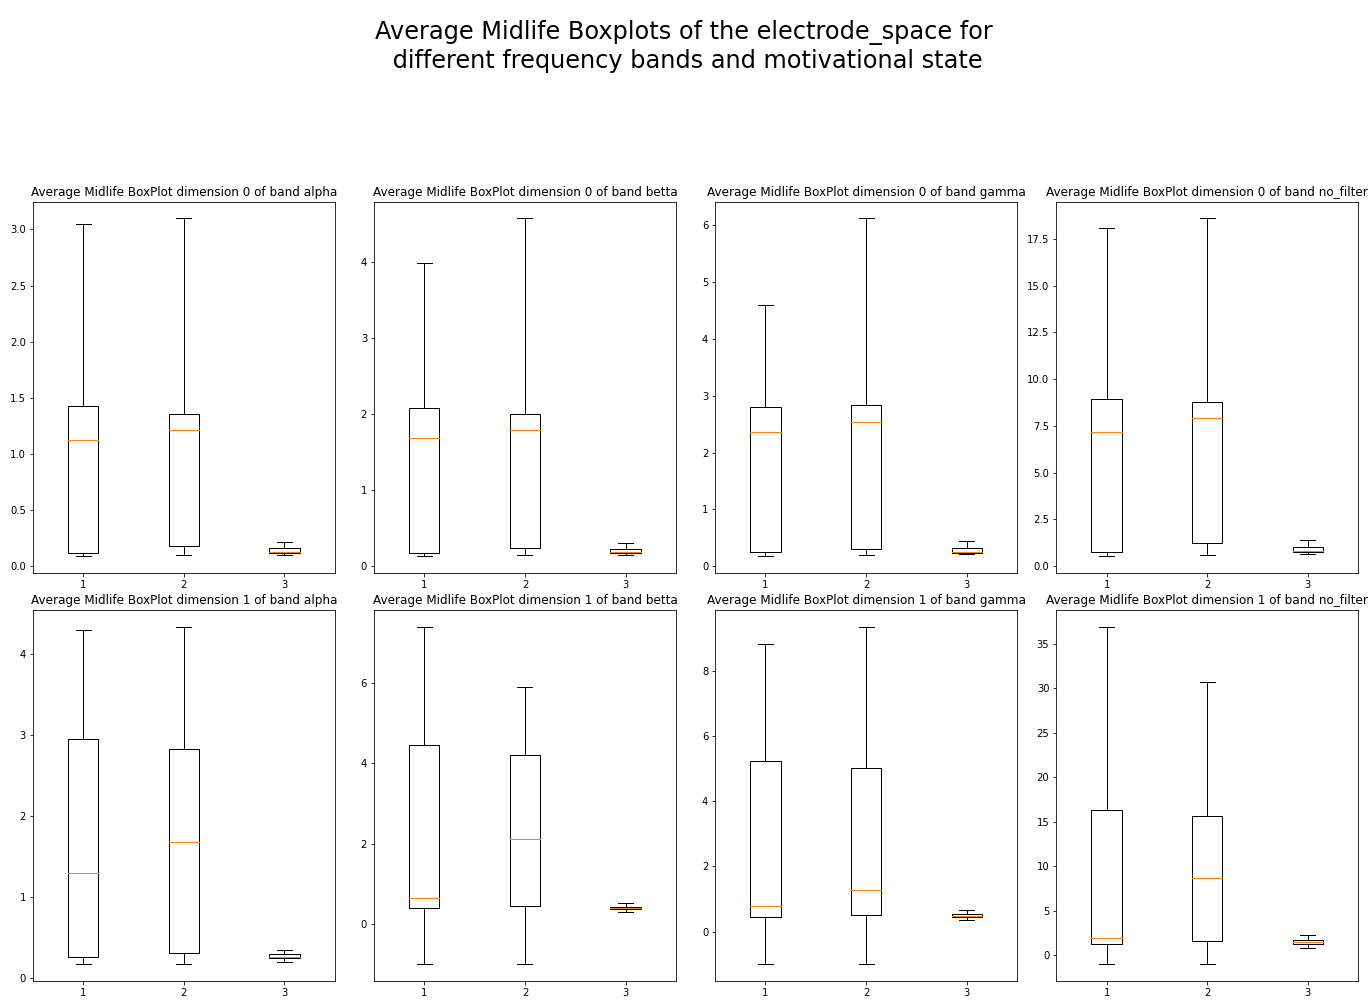 Average Midlife Boxplots of the electrode_space for
different frequency bands and motivational state
Average Midlife BoxPlot dimension 0 of band alpha
3.0
2.5
2.0
1.5
1.0
0.5
0.0
1 2 3
Average Midlife BoxPlot dimension 0 of band betta
4
3
2
1
0
1 2 3
Average Midlife BoxPlot dimension 0 of band gamma
6
5
4
3
2
1
0
1 2 3
Average Midlife BoxPlot dimension 0 of band no_filter
17.5
15.0
12.5
10.0
7.5
5.0
2.5
0.0
1 2 3
Average Midlife BoxPlot dimension 1 of band alpha
4
3
2
1
0
1 2 3
Average Midlife BoxPlot dimension 1 of band betta
6
4
2
0
1 2 3
Average Midlife BoxPlot dimension 1 of band gamma
8
6
4
2
0
1 2 3
Average Midlife BoxPlot dimension 1 of band no_filter
35
30
25
20
15
10
5
0
1 2 3